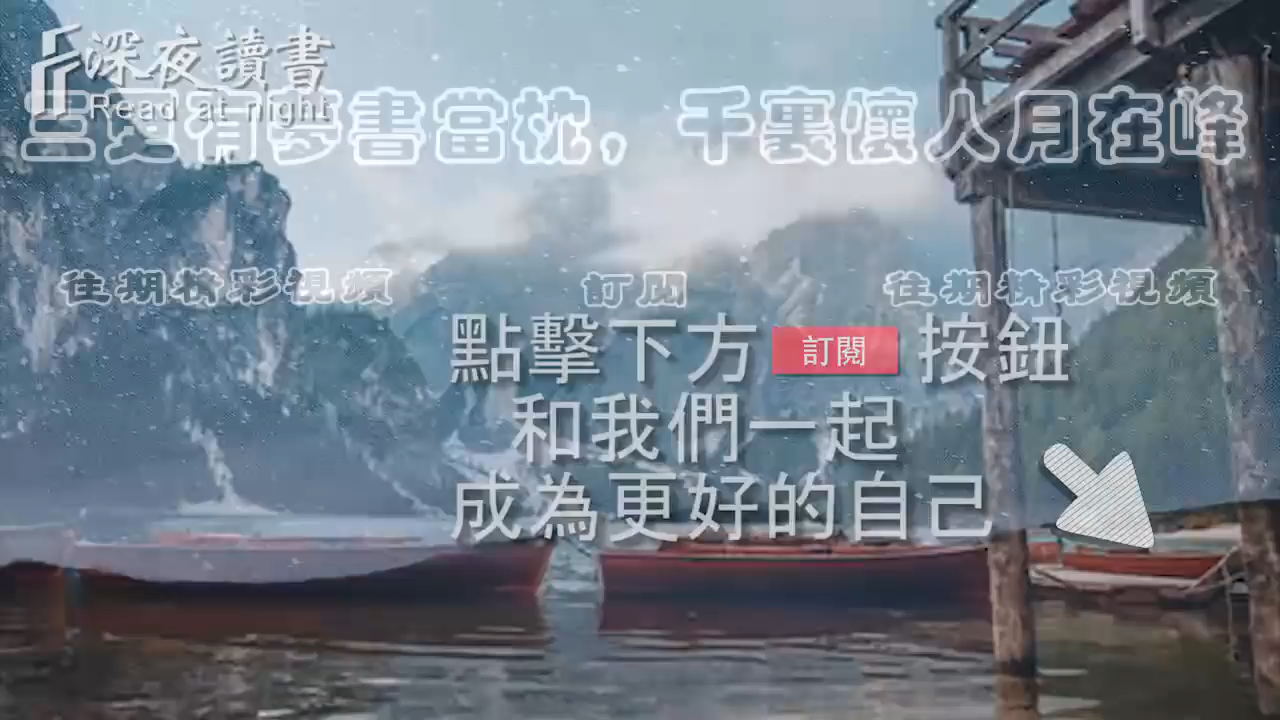 深夜讀書
Read at night
三更有夢書當枕，千裏懷人月在峰
往期精彩視頻 訂閱 往期精彩視頻
點擊下方 訂閱 按鈕
和我們一起
成為更好的自己